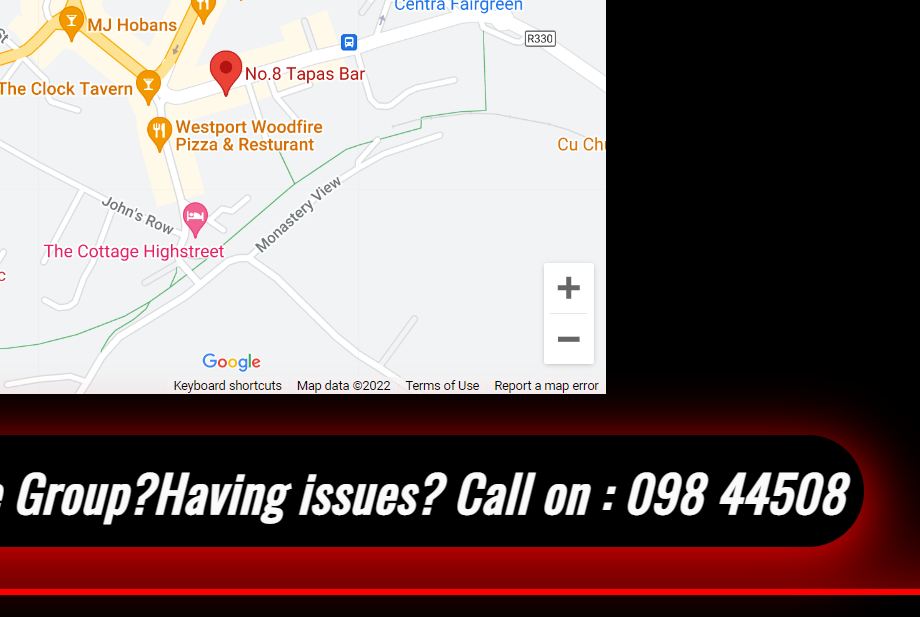 Centra Fairgreen
MJ Hobans
R330
No.8 Tapas Bar
The Clock Tavern
Westport Woodfire
Pizza & Resturant
Cu Chu
John's Row
Monastery View
The Cottage Highstreet
c
Google
Keyboard shortcuts Map data ©2022 Terms of Use Report a map error
e Group?Having issues? Call on : 098 44508